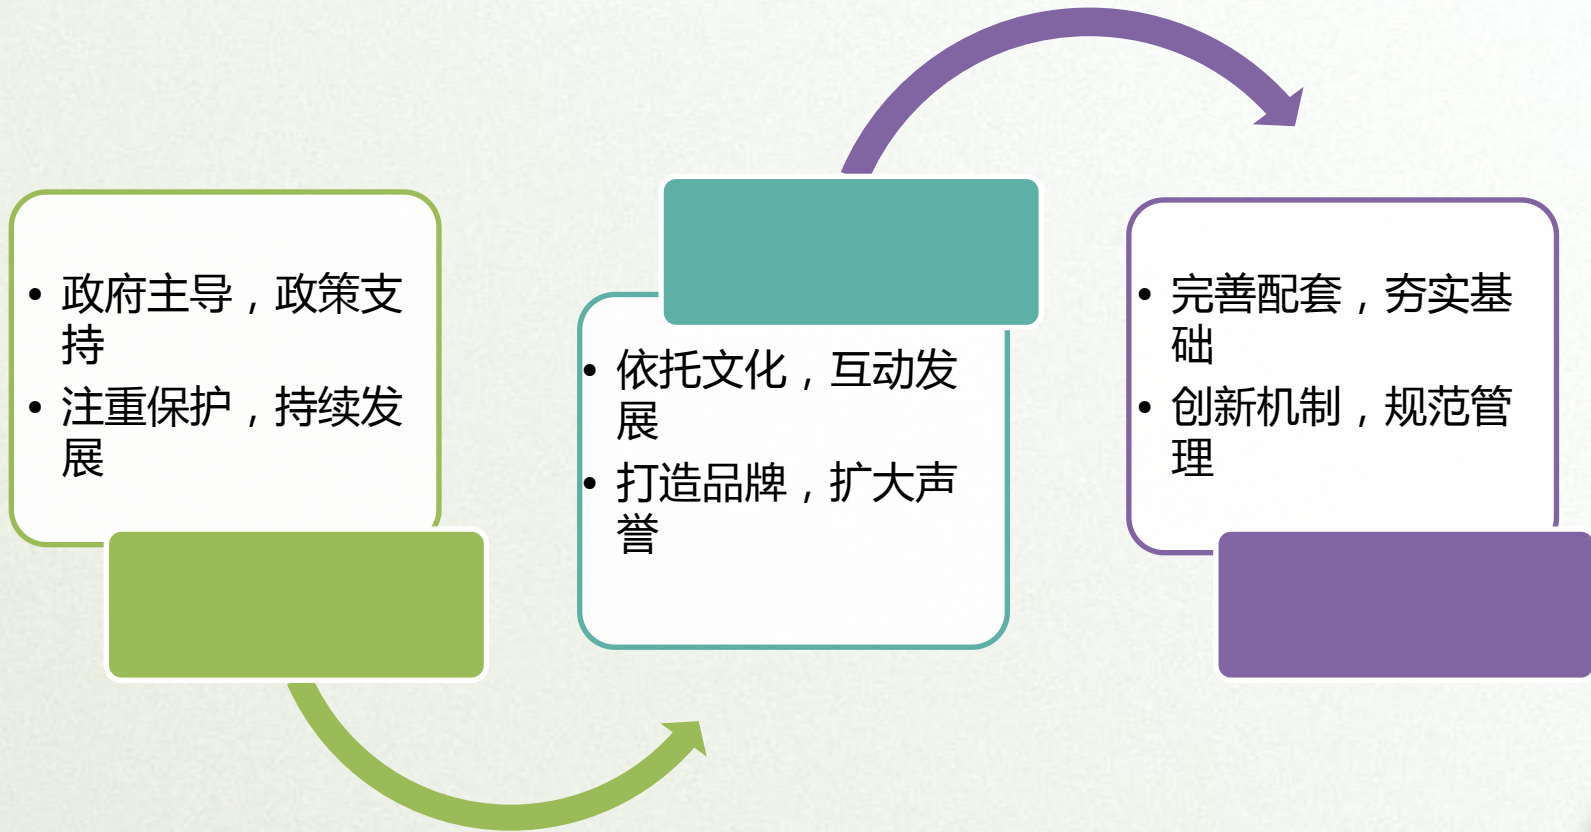 • 政府主导，政策支
持
• 注重保护，持续发
展
• 依托文化，互动发
展
• 打造品牌，扩大声
誉
• 完善配套，夯实基
础
• 创新机制，规范管
理